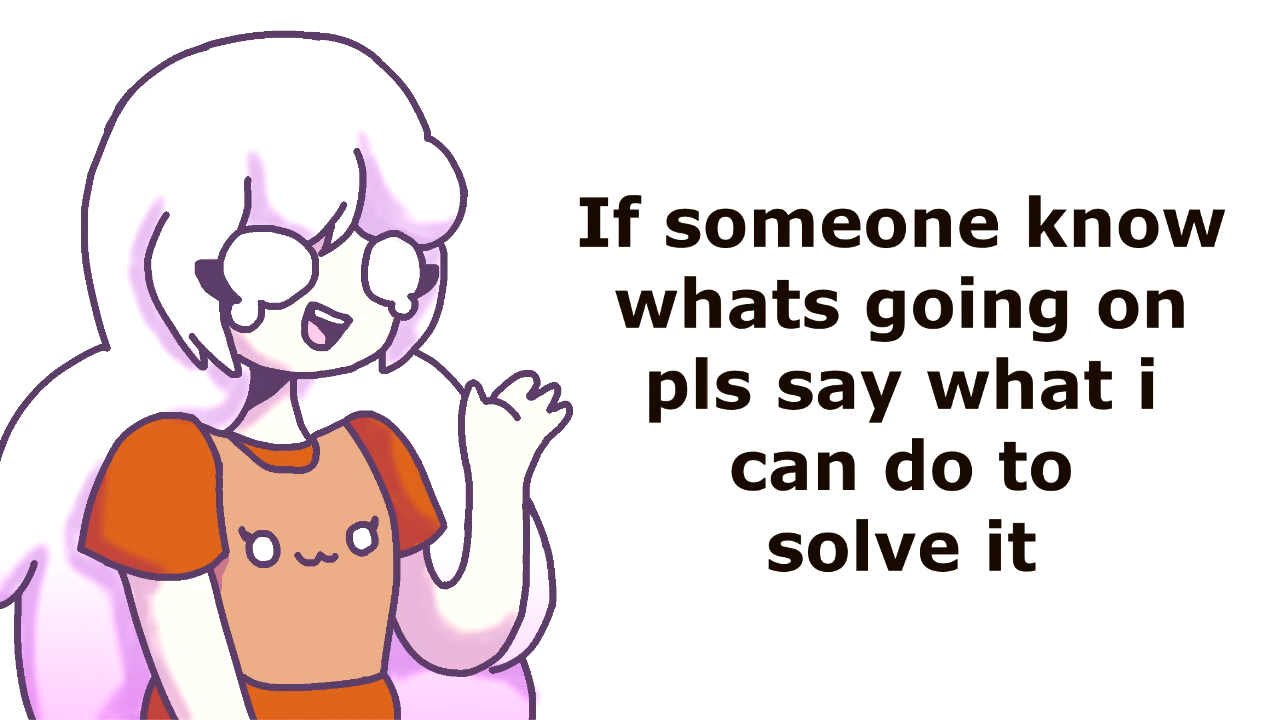 If someone know
whats going on
pls say what i
can do to
solve it